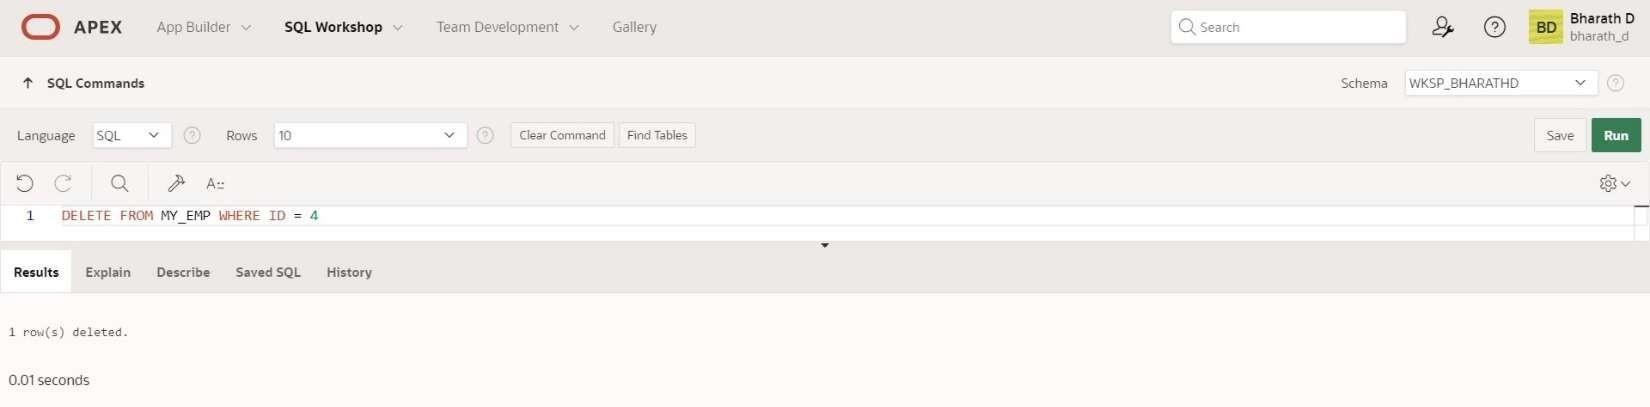 APEX App Builder SQL Workshop Team Development Gallery Search BD Bharath D
bharath_d
SQL Commands Schema WKSP_BHARATHD
Language SQL Rows 10 Clear Command Find Tables Save Run
A
1 DELETE FROM MY_EMP WHERE ID = 4
Results Explain Describe Saved SQL History
1 row(s) deleted.
0.01 seconds